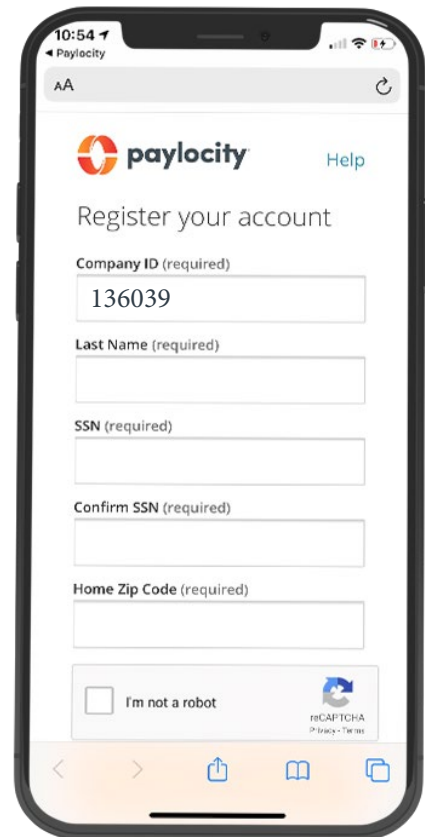 10:54
◀ Paylocity
AA
paylocity
Help
Register your account
Company ID (required)
136039
Last Name (required)
SSN (required)
Confirm SSN (required)
Home Zip Code (required)
I'm not a robot
reCAPTCHA
Privacy - Terms